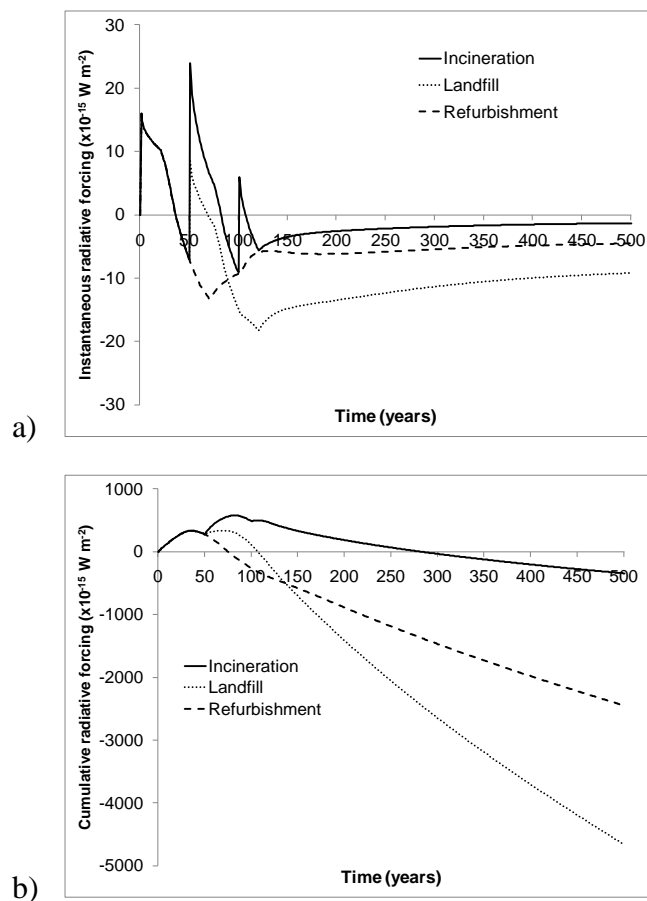 a)
Instantaneous radiative forcing (x10⁻¹⁵ W m⁻²)
30
20
10
0
-10
-20
-30
0 50 100 150 200 250 300 350 400 450 500
Incineration
Landfill
Refurbishment
Time (years)
b)
Cumulative radiative forcing (x10⁻¹⁵ W m⁻²)
1000
0
-1000
-2000
-3000
-4000
-5000
0 50 100 150 200 250 300 350 400 450 500
Incineration
Landfill
Refurbishment
Time (years)